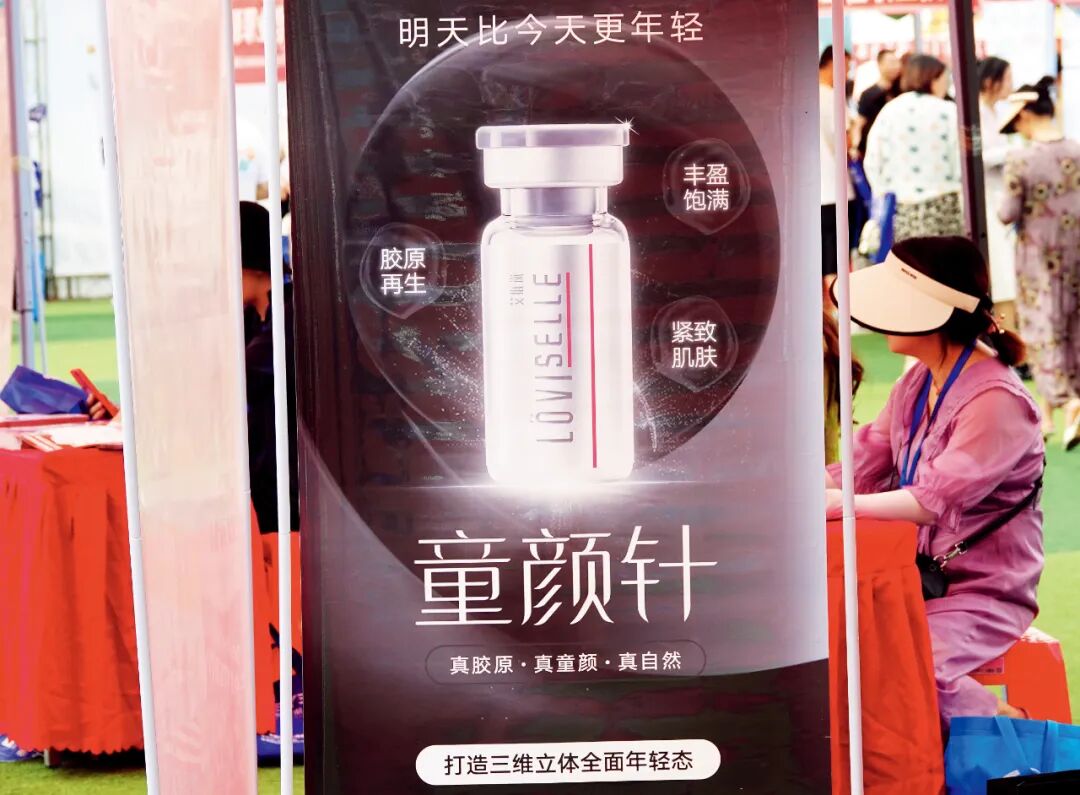 明天比今天更年轻
丰盈
饱满
胶原
再生
紧致
肌肤
LÖVISELLE
童颜针
真胶原·真童颜·真自然
打造三维立体全面年轻态